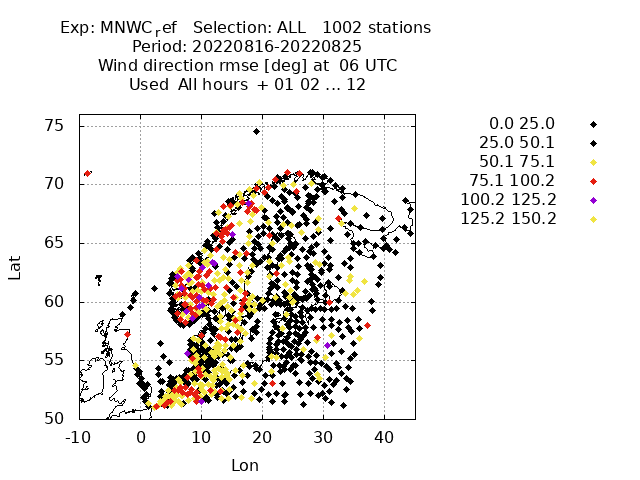 Exp: MNWC_ref Selection: ALL 1002 stations
Period: 20220816-20220825
Wind direction rmse [deg] at 06 UTC
Used All hours + 01 02 ... 12
0.0 25.0
25.0 50.1
50.1 75.1
75.1 100.2
100.2 125.2
125.2 150.2
75
70
65
60
55
50
Lat
-10 0 10 20 30 40
Lon